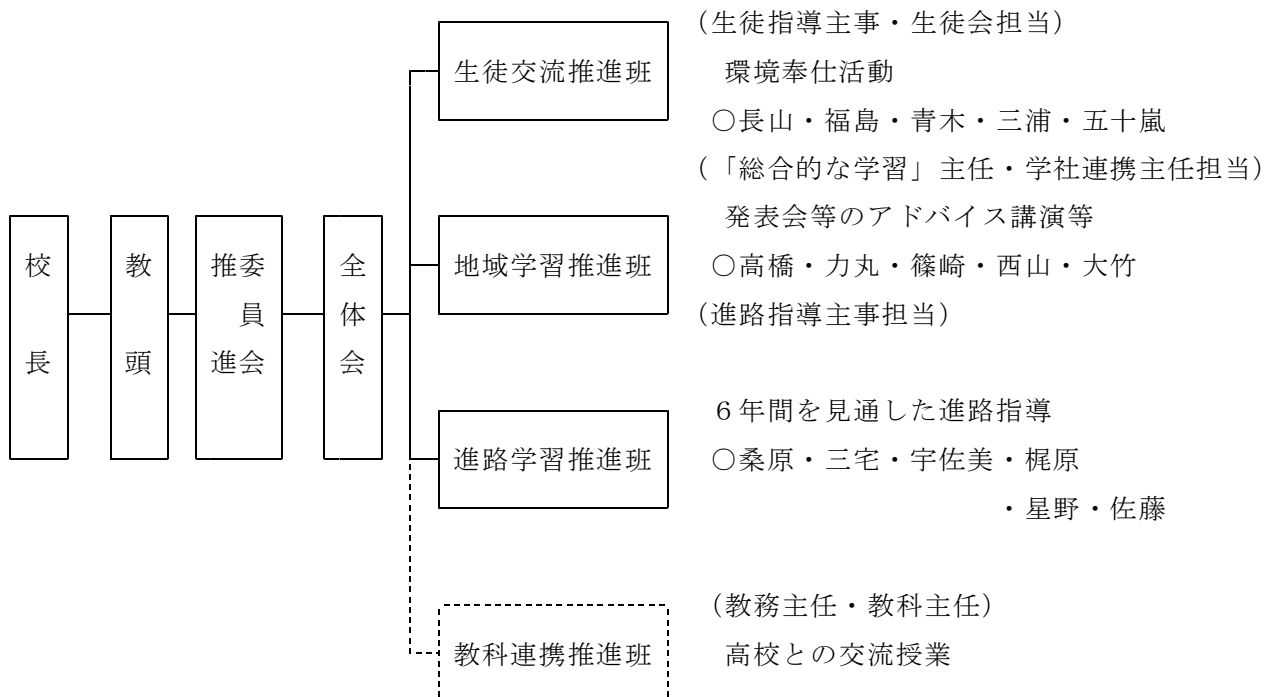 校長
教頭
推進委員会
全体会
生徒交流推進班
(生徒指導主事・生徒会担当)
環境奉仕活動
○長山・福島・青木・三浦・五十嵐
地域学習推進班
(「総合的な学習」主任・学社連携主任担当)
発表会等のアドバイス講演等
○高橋・力丸・篠崎・西山・大竹
進路学習推進班
(進路指導主事担当)
6年間を見通した進路指導
○桑原・三宅・宇佐美・梶原
・星野・佐藤
教科連携推進班
(教務主任・教科主任)
高校との交流授業